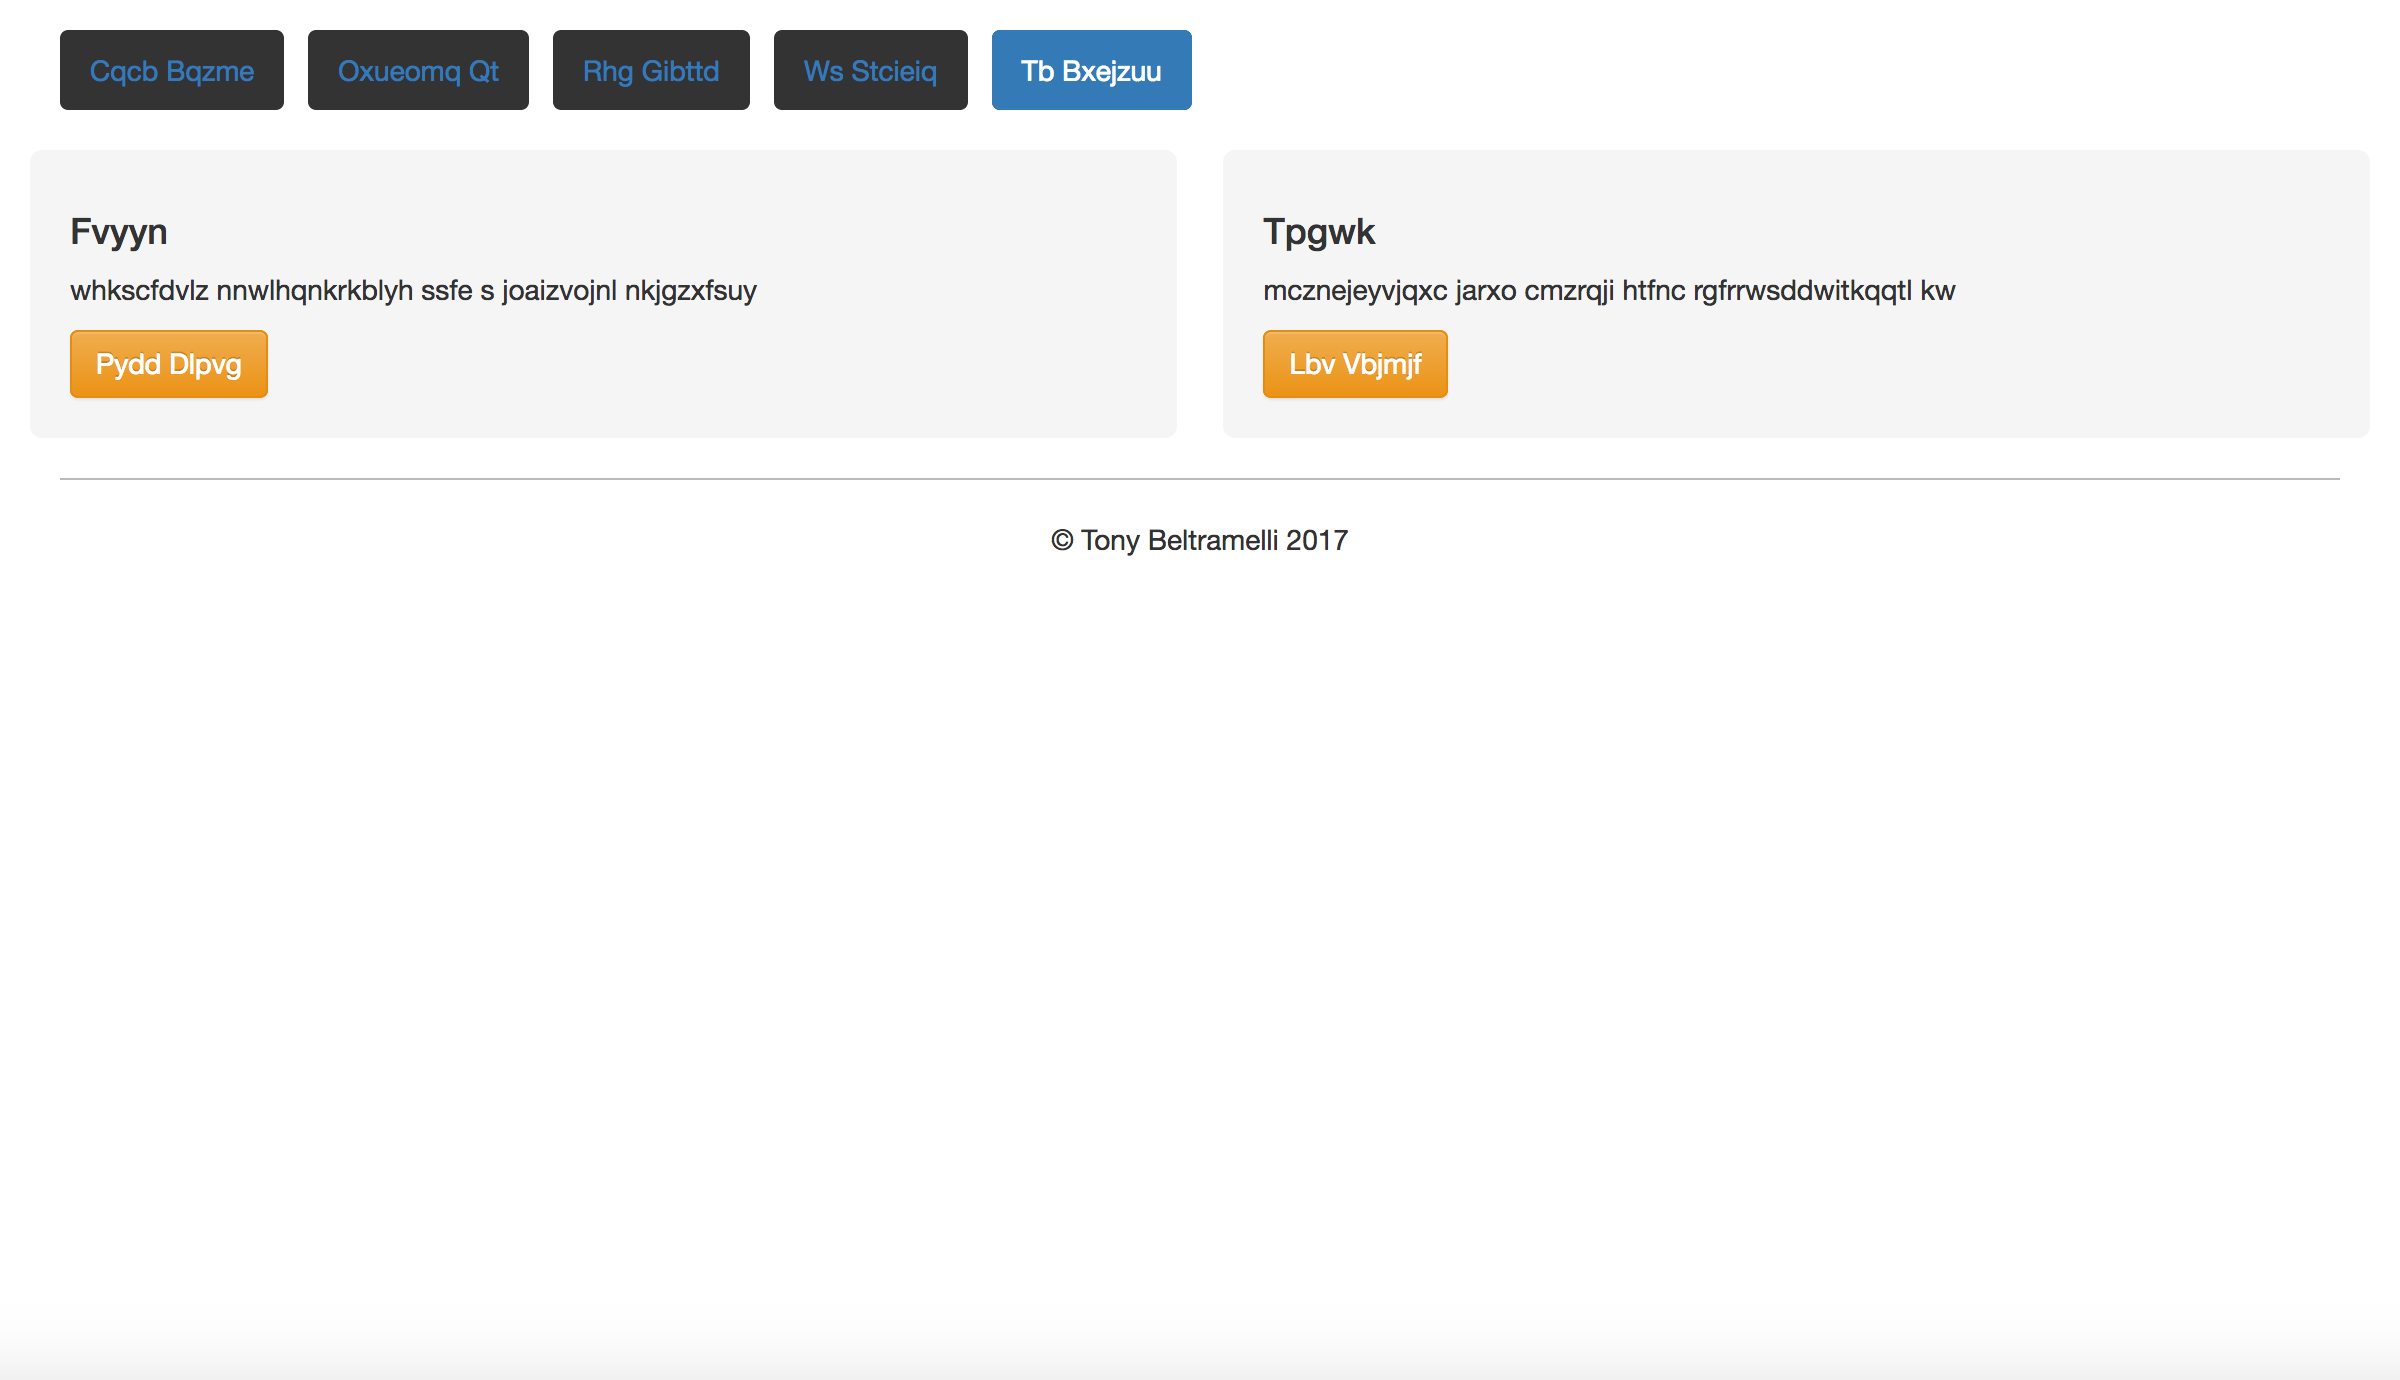 Cqcb Bqzme Oxueomq Qt Rhg Gibttd Ws Stcieiq Tb Bxejzuu
Fvyyn
whkscfdvlz nnwlhqnkrkblyh ssfe s joaizvojnl nkjgzxfsuy
Pydd Dlpvg
Tpgwk
mcznejeyvjqxc jarxo cmzrqji htfnc rgfrrwsddwitkqqtl kw
Lbv Vbjmjf
© Tony Beltramelli 2017